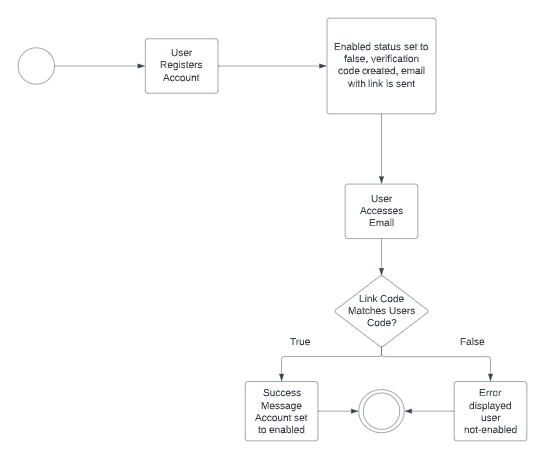 User
Registers
Account
Enabled status set to
false, verification
code created, email
with link is sent
User
Accesses
Email
Link Code
Matches Users
Code?
True
False
Success
Message
Account set
to enabled
Error
displayed
user
not-enabled